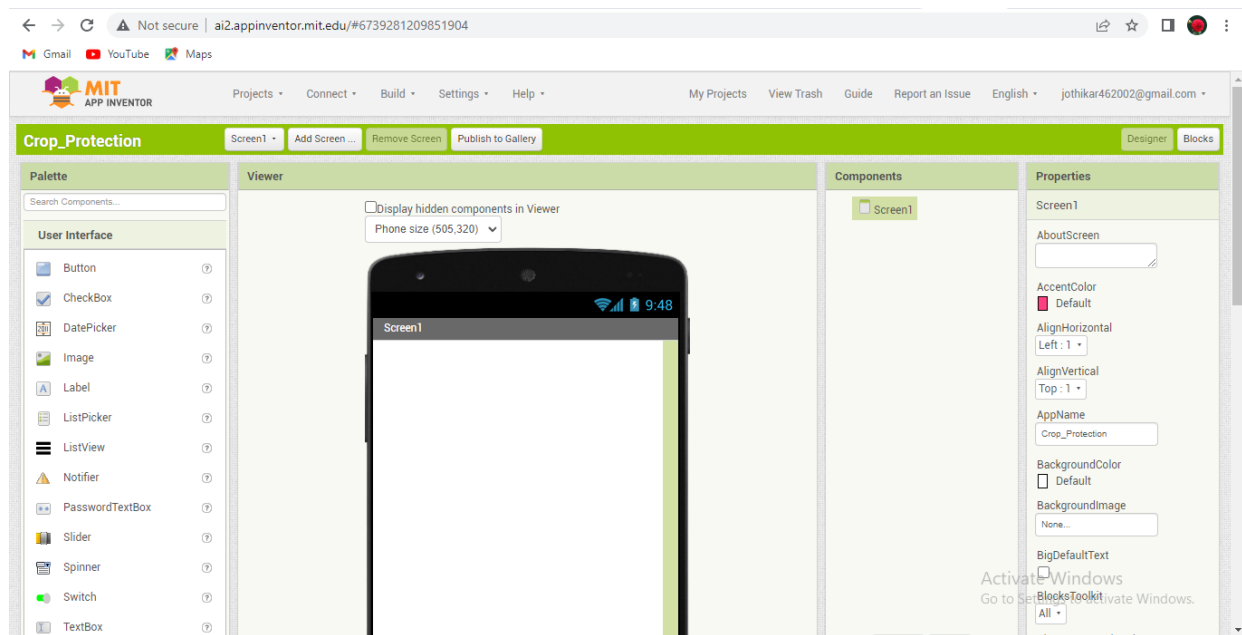 Not secure | ai2.appinventor.mit.edu/#6739281209851904
Gmail YouTube Maps
MIT
APP INVENTOR
Projects Connect Build Settings Help My Projects View Trash Guide Report an Issue English jothikar462002@gmail.com
Crop_Protection Screen1 Add Screen ... Remove Screen Publish to Gallery Designer Blocks
Palette
Search Components...
User Interface
Button
CheckBox
DatePicker
Image
Label
ListPicker
ListView
Notifier
PasswordTextBox
Slider
Spinner
Switch
TextBox
Viewer
Display hidden components in Viewer
Phone size (505,320)
9:48
Screen1
Components
Screen1
Properties
Screen1
AboutScreen
AccentColor
Default
AlignHorizontal
Left : 1
AlignVertical
Top : 1
AppName
Crop_Protection
BackgroundColor
Default
BackgroundImage
None...
BigDefaultText
BlocksToolkit
All
Activate Windows
Go to Settings to activate Windows.